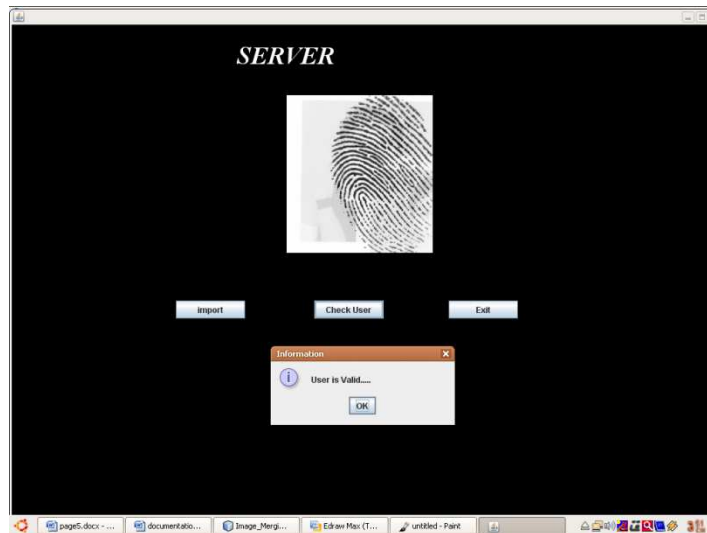 SERVER
import
Check User
Exit
Information
User is Valid.....
OK
page5.docx - ...
documentatio...
Image_Mergi...
Edraw Max (T...
untitled - Paint